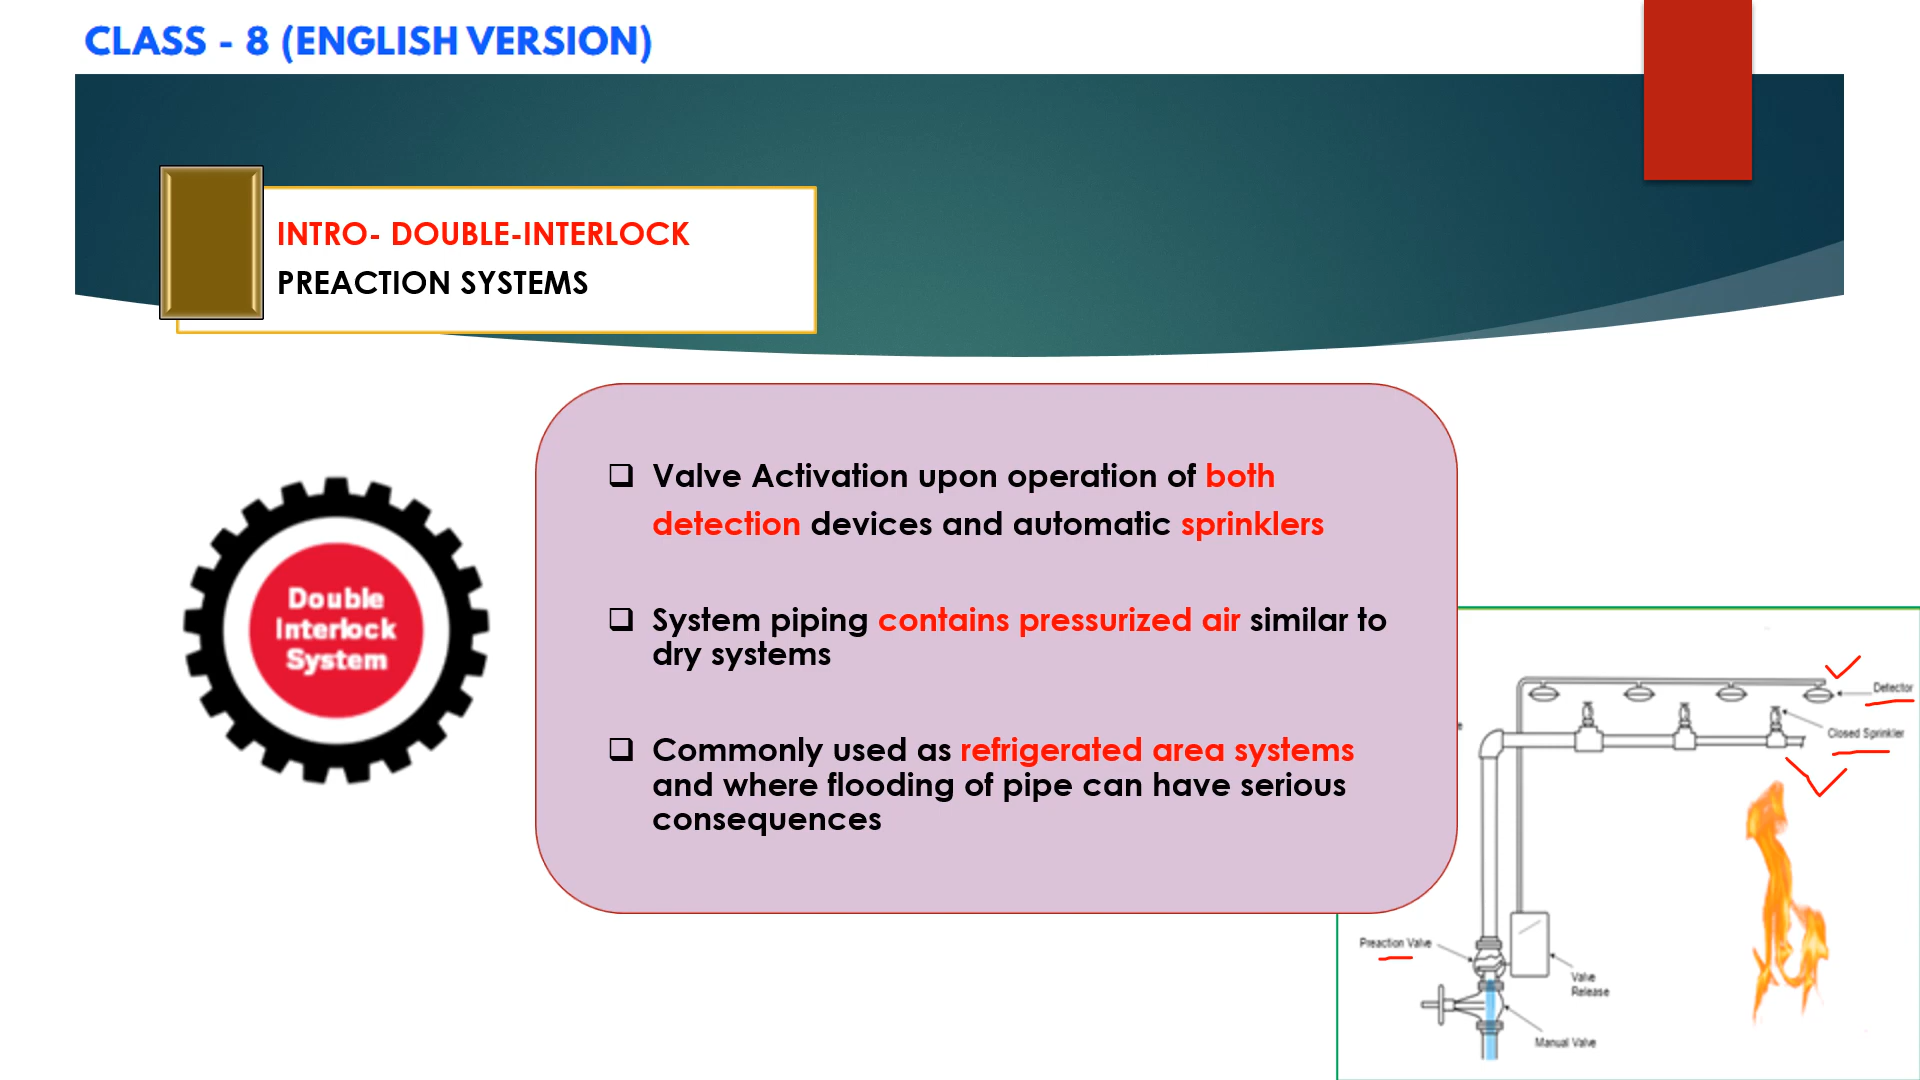 CLASS - 8 (ENGLISH VERSION)
INTRO- DOUBLE-INTERLOCK
PREACTION SYSTEMS
Double
Interlock
System
Valve Activation upon operation of both
detection devices and automatic sprinklers
System piping contains pressurized air similar to
dry systems
Commonly used as refrigerated area systems
and where flooding of pipe can have serious
consequences
Detector
Closed Sprinkler
Preaction Valve
Valve
Release
Manual Valve